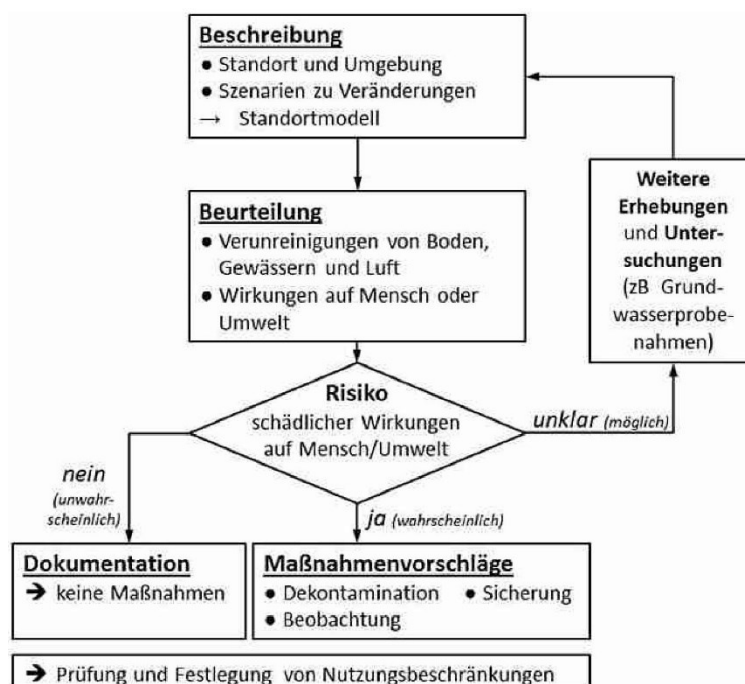 Beschreibung
● Standort und Umgebung
● Szenarien zu Veränderungen
→ Standortmodell
Beurteilung
● Verunreinigungen von Boden,
Gewässern und Luft
● Wirkungen auf Mensch oder
Umwelt
Weitere
Erhebungen
und Unter-
suchungen
(zB Grund-
wasserprobe-
nahmen)
Risiko
schädlicher Wirkungen
auf Mensch/Umwelt
unklar (möglich)
nein
(unwahr-
scheinlich)
ja (wahrscheinlich)
Dokumentation
➔ keine Maßnahmen
Maßnahmenvorschläge
● Dekontamination ● Sicherung
● Beobachtung
➔ Prüfung und Festlegung von Nutzungsbeschränkungen